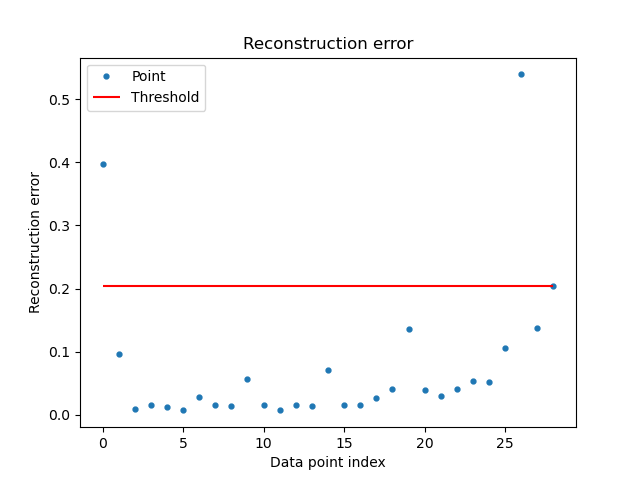 Reconstruction error
Point
Threshold
Reconstruction error
0.5
0.4
0.3
0.2
0.1
0.0
0 5 10 15 20 25
Data point index